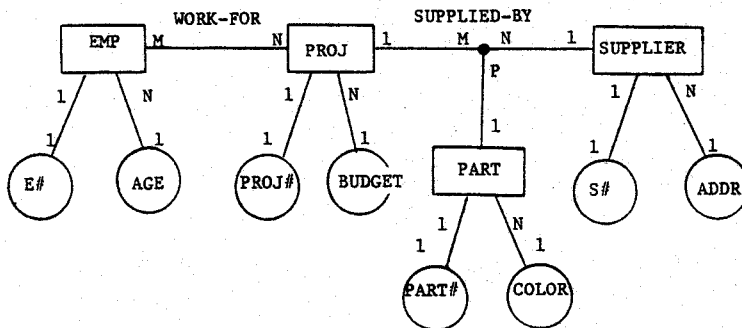 WORK-FOR SUPPLIED-BY
EMP M N PROJ 1 M N 1 SUPPLIER
P
1 N 1 N 1 N
1
PART
1 1 1 1 1 1
E# AGE PROJ# BUDGET S# ADDR
1 N
1 1
PART# COLOR